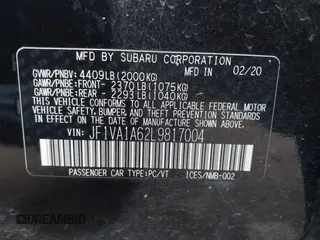 MFD BY SUBARU CORPORATION
GVWR/PNBV: 4409LB(2000KG) 02/20
GAWR/PNBE:FRONT- 2370LB(1075KG)
GAWR/PNBE:REAR - 2293LB(1040KG)
THIS VEHICLE CONFORMS TO ALL APPLICABLE
FEDERAL MOTOR VEHICLE SAFETY, BUMPER,
AND THEFT PREVENTION STANDARDS
IN EFFECT ON THE DATE OF
MANUFACTURE SHOWN ABOVE.
VIN: JF1VA1A62L9817004
PASSENGER CAR TYPE:PC/VT ICES/NMB-002
DREAMBID